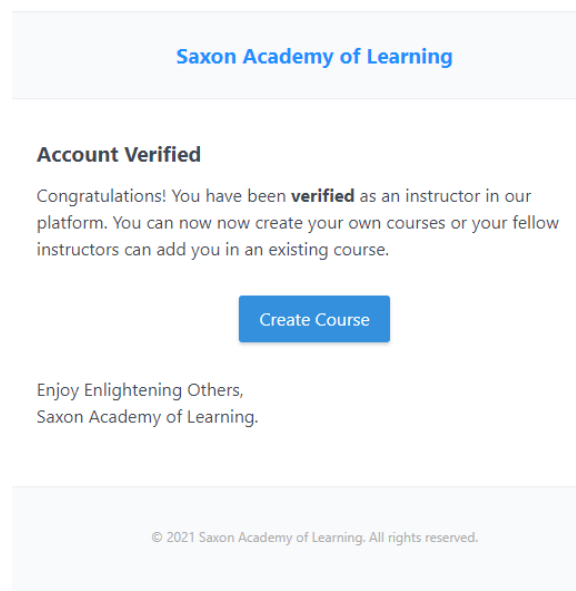 Saxon Academy of Learning
Account Verified
Congratulations! You have been verified as an instructor in our
platform. You can now now create your own courses or your fellow
instructors can add you in an existing course.
Create Course
Enjoy Enlightening Others,
Saxon Academy of Learning.
© 2021 Saxon Academy of Learning. All rights reserved.